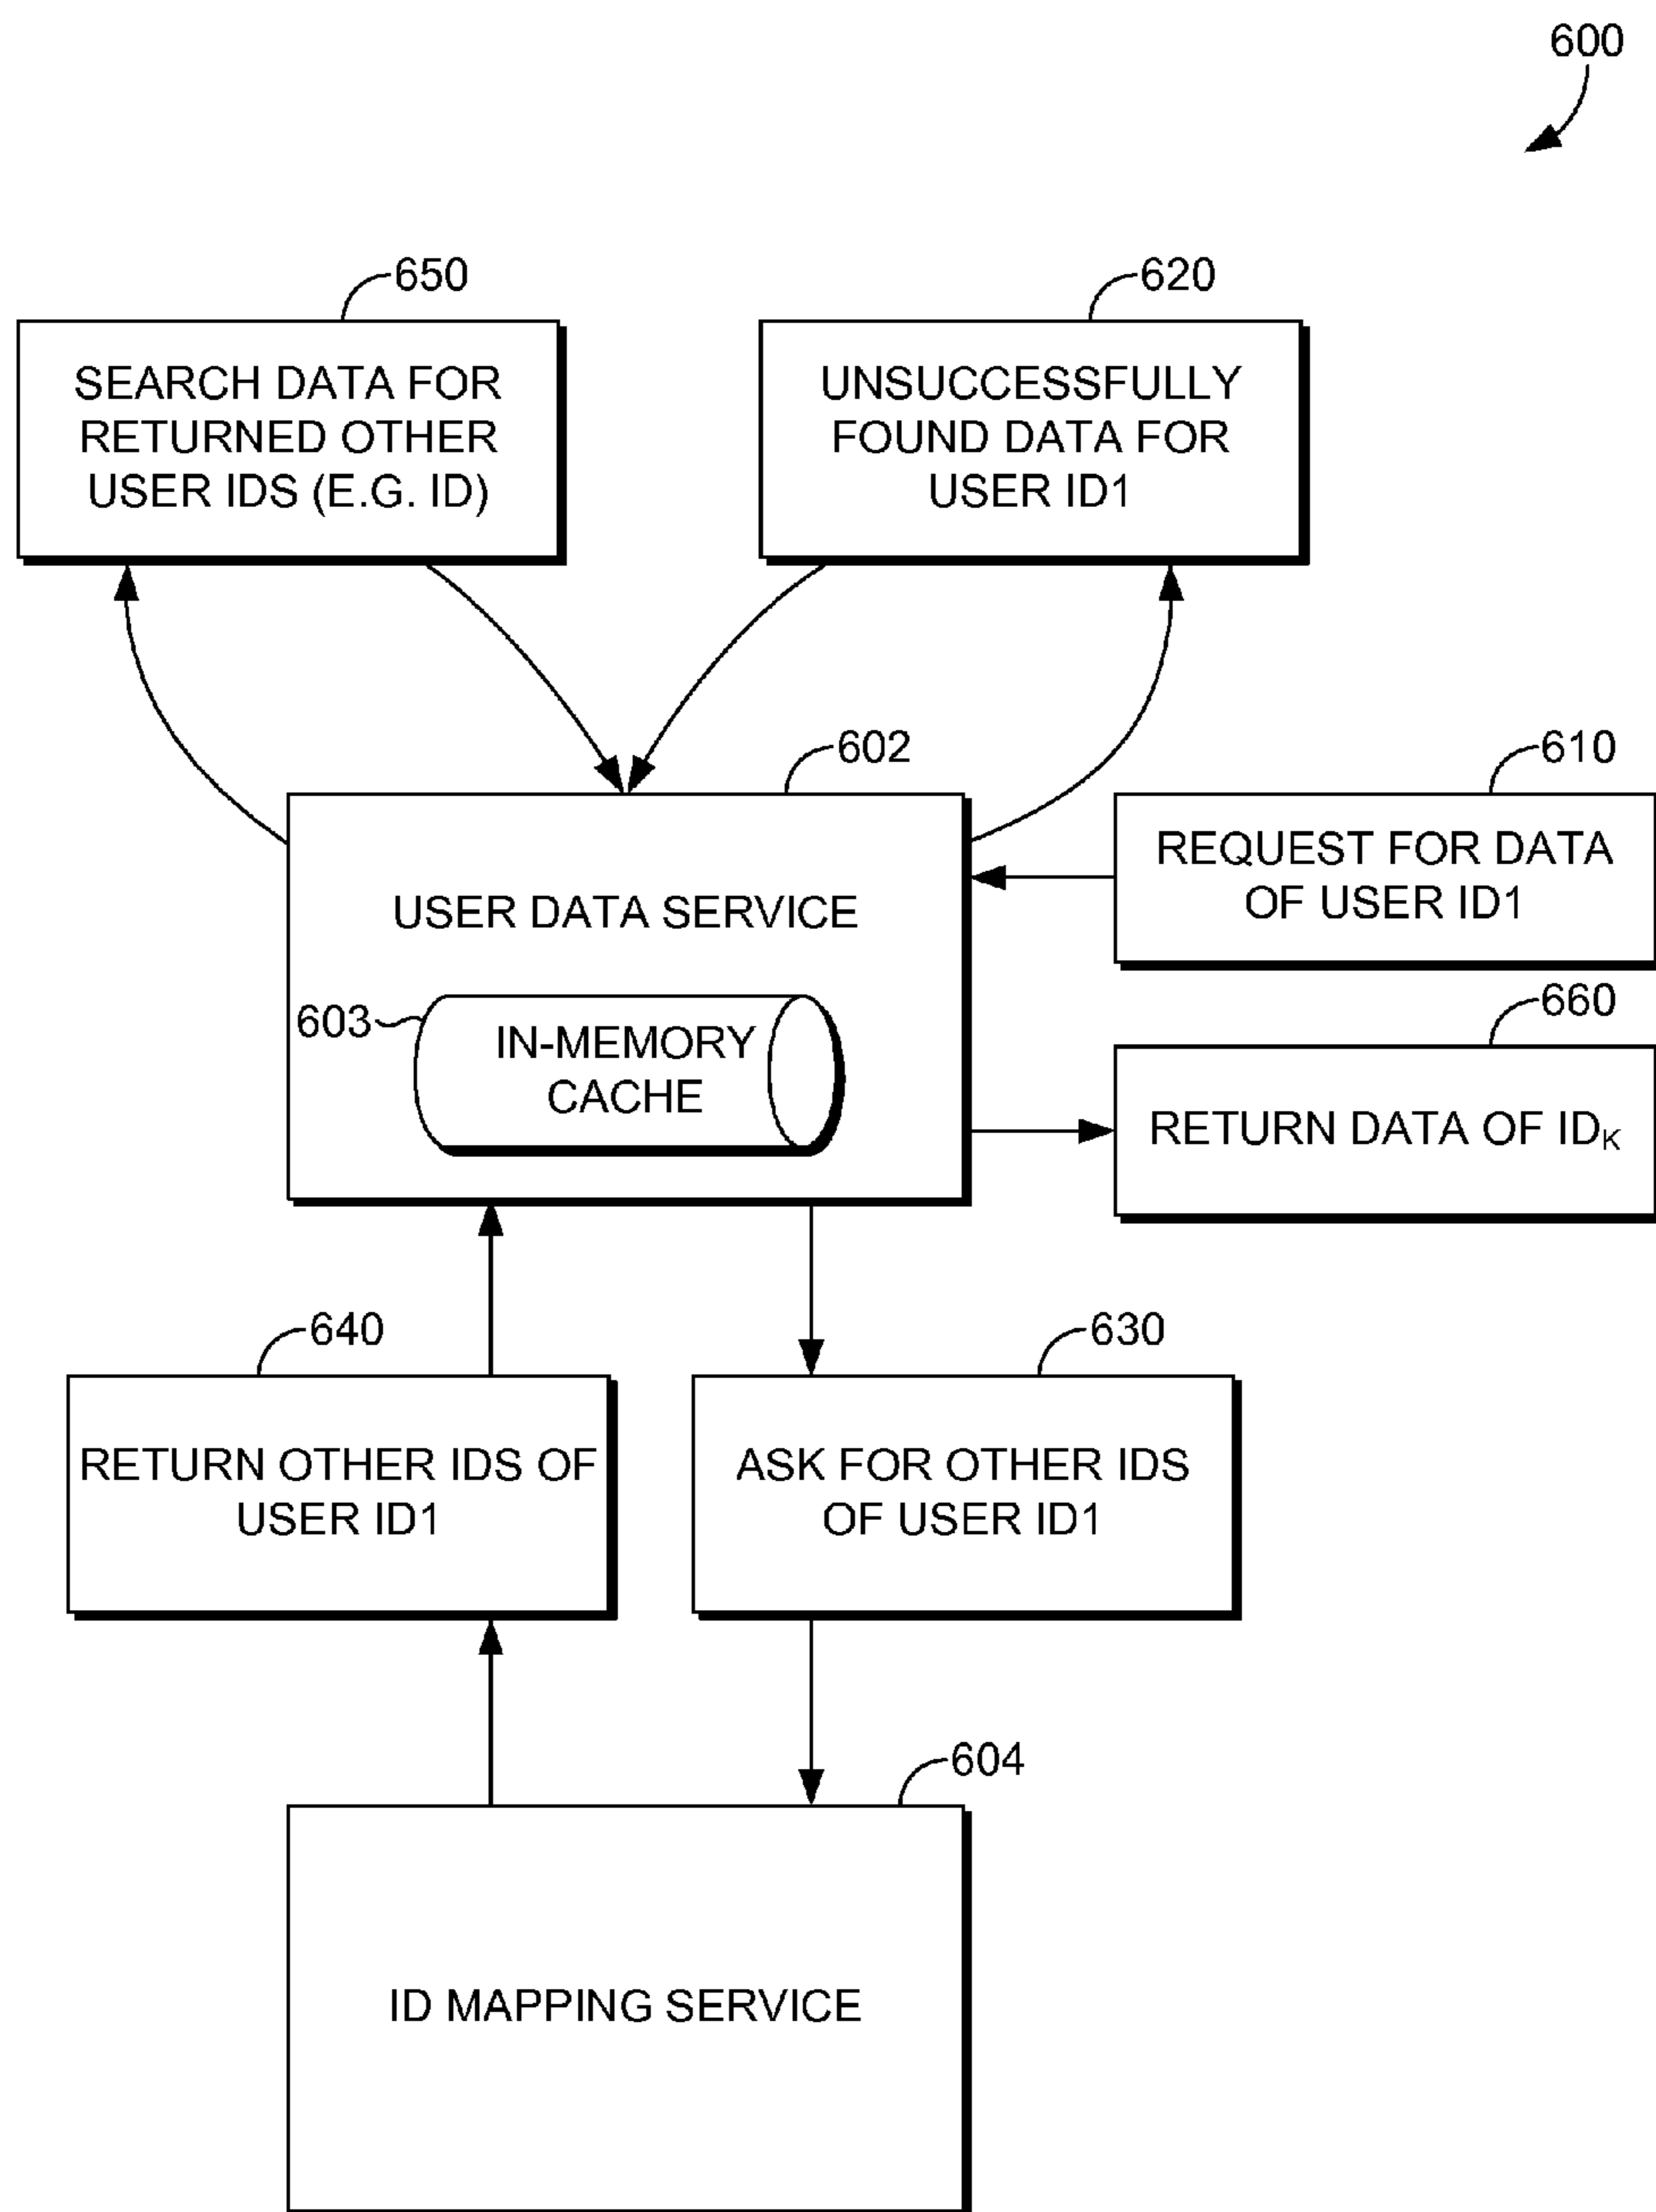 600
650
SEARCH DATA FOR
RETURNED OTHER
USER IDS (E.G. ID)
620
UNSUCCESSFULLY
FOUND DATA FOR
USER ID1
602
USER DATA SERVICE
603
IN-MEMORY
CACHE
610
REQUEST FOR DATA
OF USER ID1
660
RETURN DATA OF IDK
640
RETURN OTHER IDS OF
USER ID1
630
ASK FOR OTHER IDS
OF USER ID1
604
ID MAPPING SERVICE